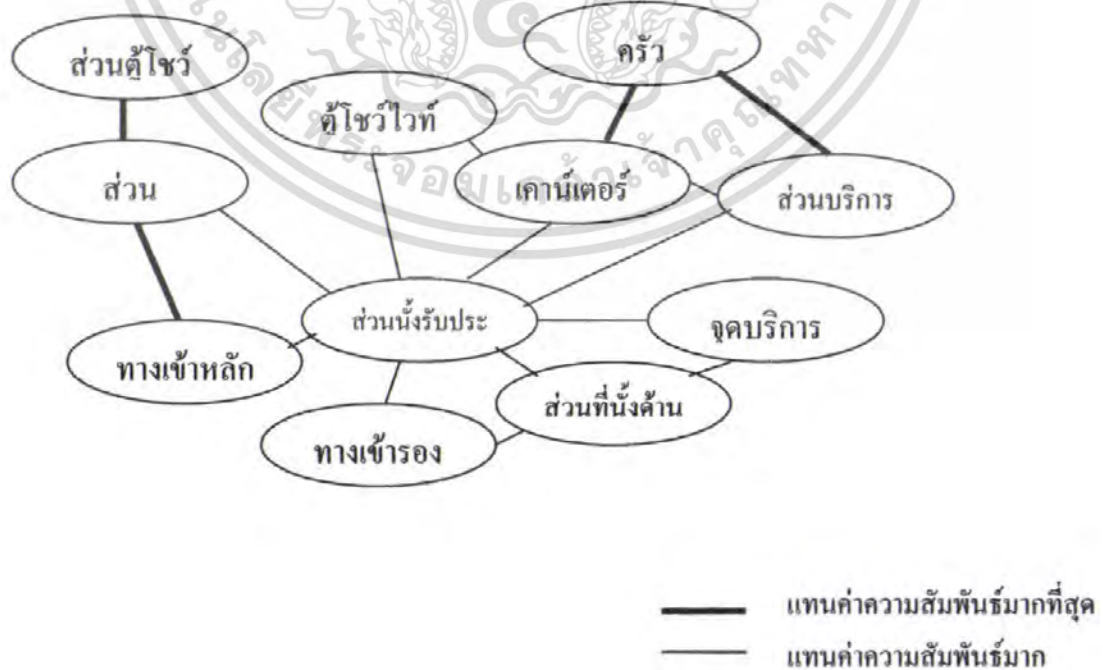 ส่วนตู้โชว์
ครัว
ตู้โชว์ไวท์
ส่วน
เคาน์เตอร์
ส่วนบริการ
ส่วนนั้งรับประ
จุดบริการ
ทางเข้าหลัก
ส่วนที่นั้งด้าน
ทางเข้ารอง
แทนค่าความสัมพันธ์มากที่สุด
แทนค่าความสัมพันธ์มาก